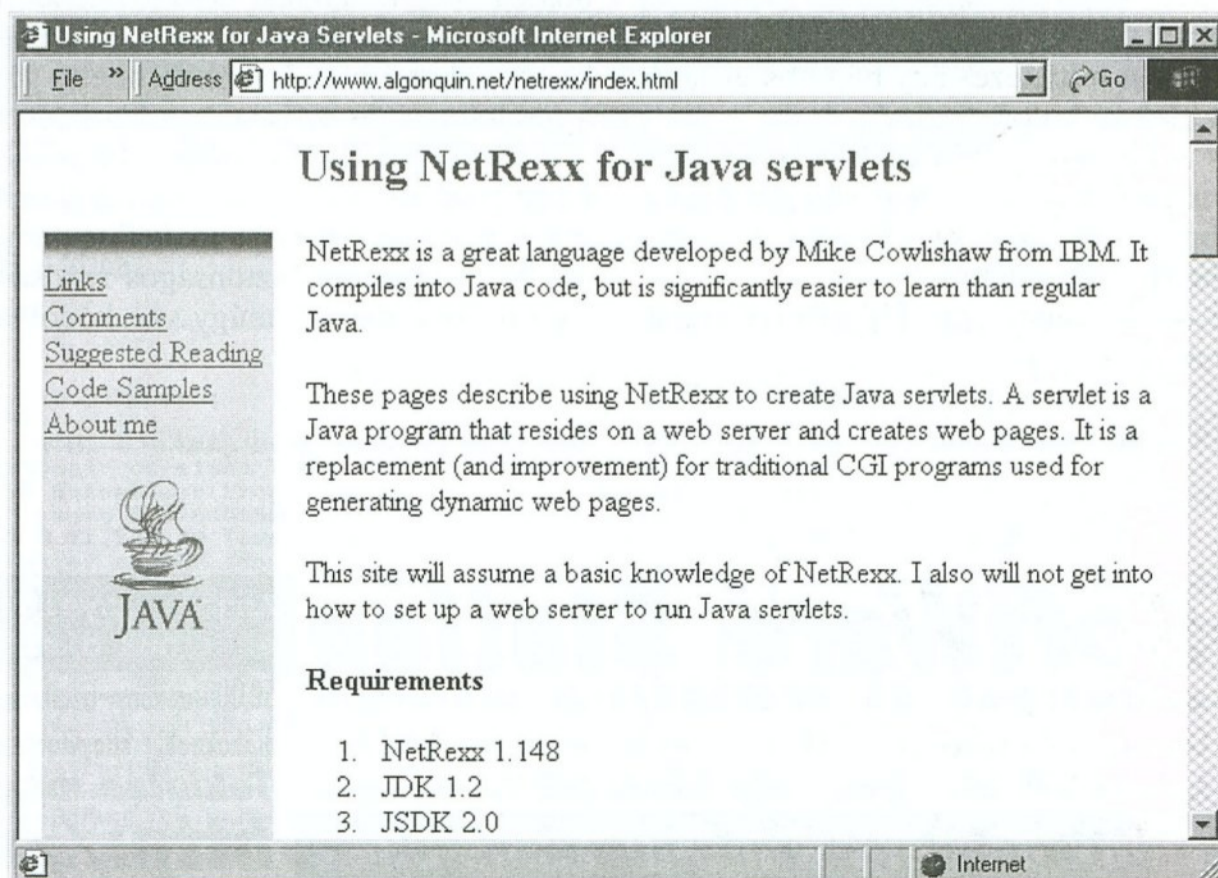 Using NetRexx for Java Servlets - Microsoft Internet Explorer
File » Address http://www.algonquin.net/netrexx/index.html Go
Using NetRexx for Java servlets
Links
Comments
Suggested Reading
Code Samples
About me
JAVA
NetRexx is a great language developed by Mike Cowlishaw from IBM. It
compiles into Java code, but is significantly easier to learn than regular
Java.
These pages describe using NetRexx to create Java servlets. A servlet is a
Java program that resides on a web server and creates web pages. It is a
replacement (and improvement) for traditional CGI programs used for
generating dynamic web pages.
This site will assume a basic knowledge of NetRexx. I also will not get into
how to set up a web server to run Java servlets.
Requirements
1. NetRexx 1.148
2. JDK 1.2
3. JSDK 2.0
Internet